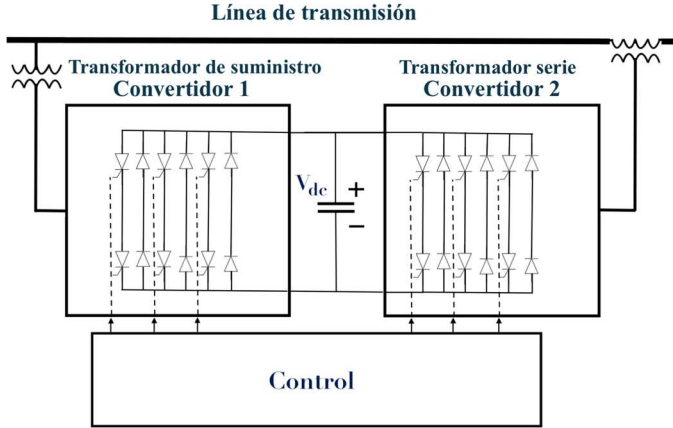 Línea de transmisión
Transformador de suministro
Convertidor 1
Transformador serie
Convertidor 2
Vdc
+
−
Control